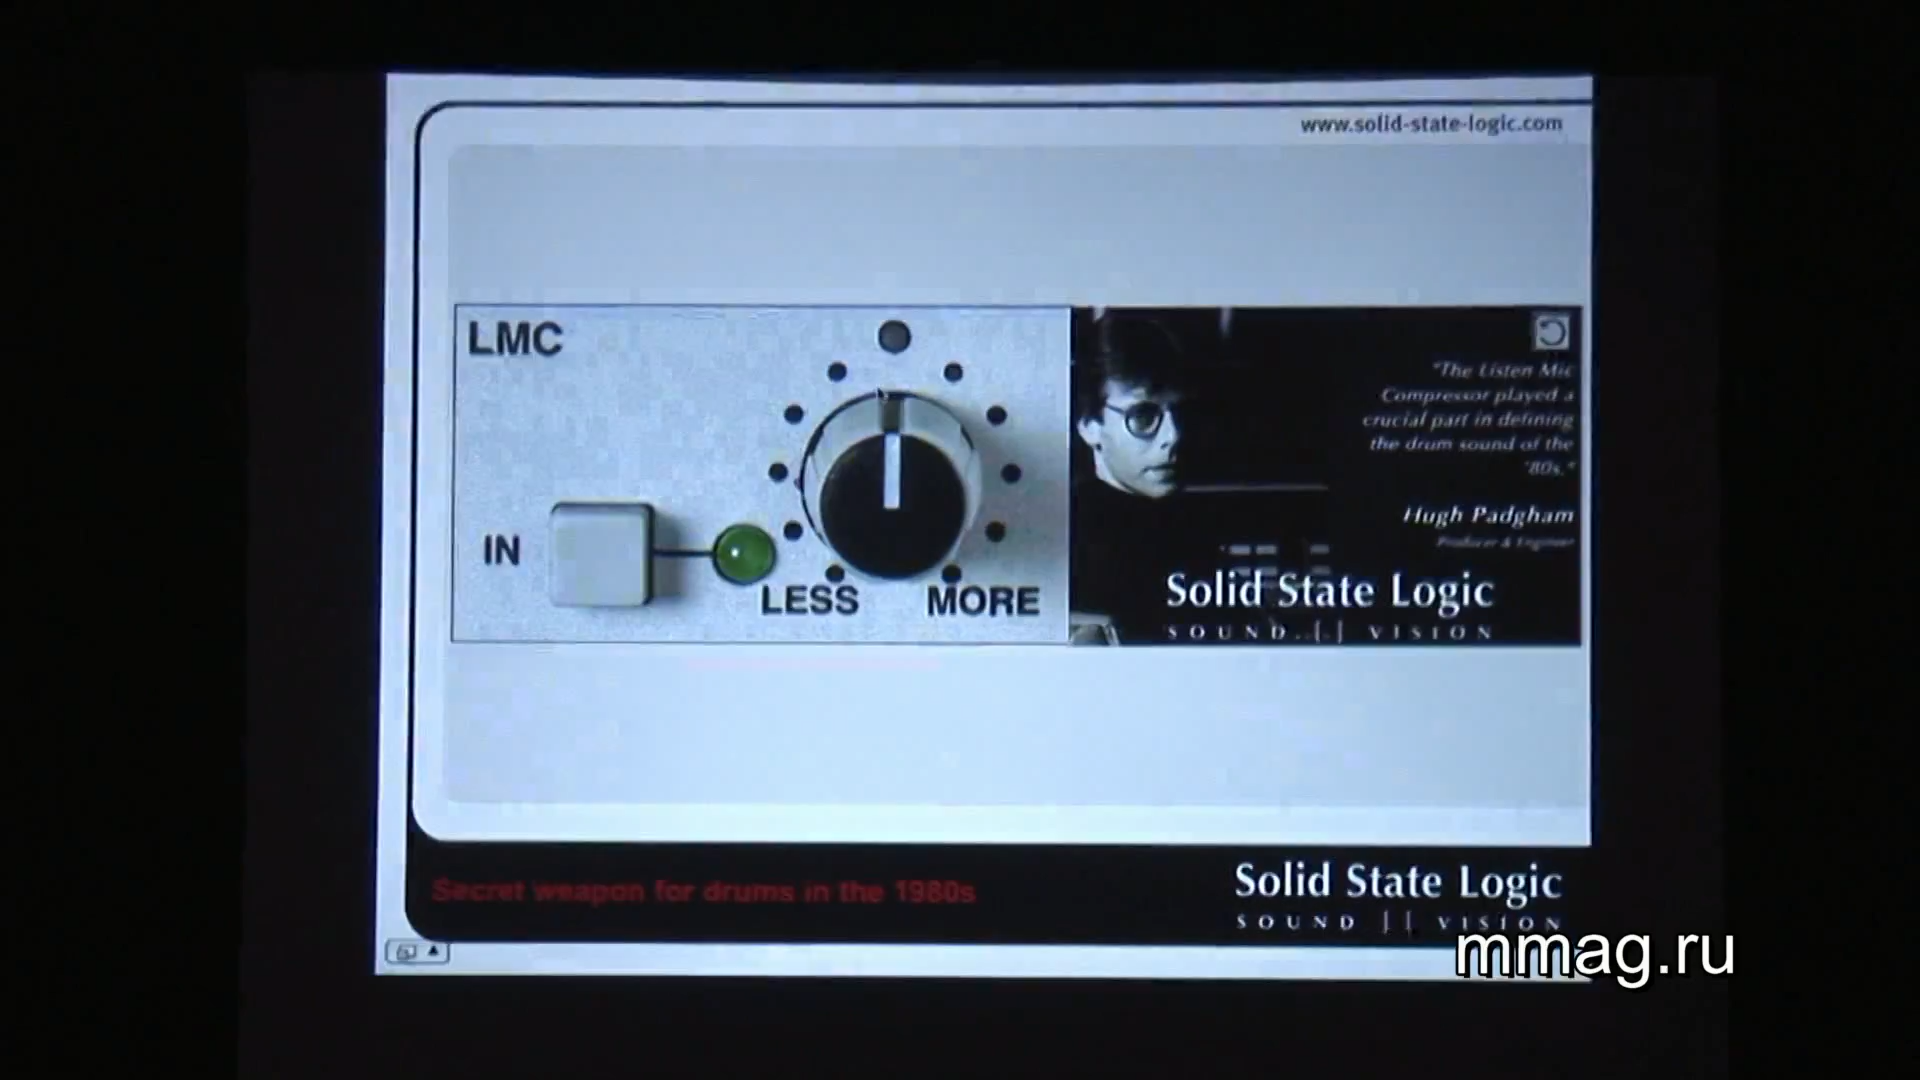 www.solid-state-logic.com
LMC
IN
LESS
MORE
"The Listen Mic
Compressor played a
crucial part in defining
the drum sound of the
'80s."
Hugh Padgham
Producer & Engineer
Solid State Logic
SOUND || VISION
Secret weapon for drums in the 1980s
Solid State Logic
SOUND || VISION
mmag.ru